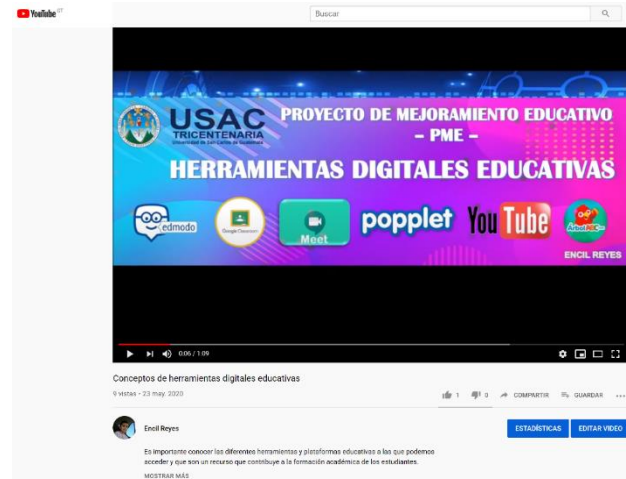 YouTube GT
Buscar
USAC
TRICENTENARIA
Universidad de San Carlos de Guatemala
PROYECTO DE MEJORAMIENTO EDUCATIVO
– PME –
HERRAMIENTAS DIGITALES EDUCATIVAS
edmodo
Google Classroom
Meet
popplet
YouTube
ArbolABC
ENCIL REYES
0:06 / 1:09
Conceptos de herramientas digitales educativas
9 vistas • 23 may. 2020
1
0
COMPARTIR
GUARDAR
Encil Reyes
ESTADÍSTICAS
EDITAR VIDEO
Es importante conocer las diferentes herramientas y plataformas educativas a las que podemos
acceder y que son un recurso que contribuye a la formación académica de los estudiantes.
MOSTRAR MÁS